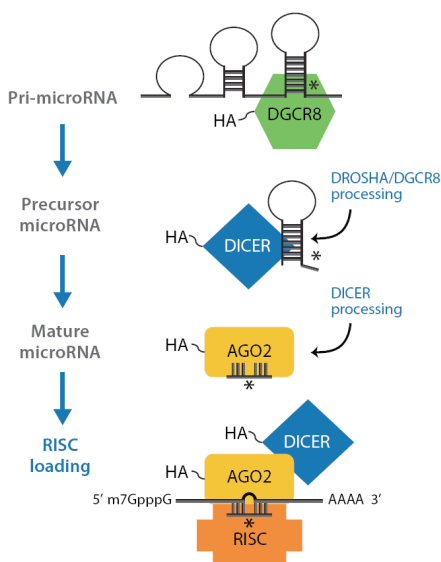 Pri-microRNA
*
HA
DGCR8
DROSHA/DGCR8
processing
Precursor
microRNA
HA
DICER
*
DICER
processing
Mature
microRNA
HA
AGO2
*
RISC
loading
HA
DICER
HA
AGO2
5' m7GpppG
AAAA 3'
*
RISC